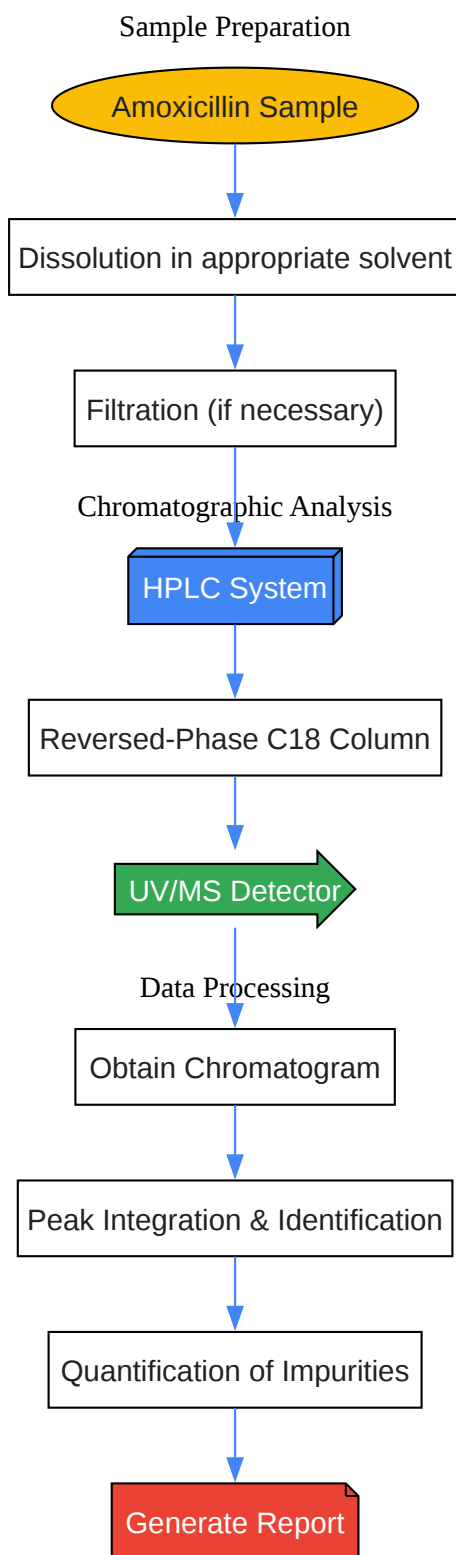 Sample Preparation
Amoxicillin Sample
Dissolution in appropriate solvent
Filtration (if necessary)
Chromatographic Analysis
HPLC System
Reversed-Phase C18 Column
UV/MS Detector
Data Processing
Obtain Chromatogram
Peak Integration & Identification
Quantification of Impurities
Generate Report